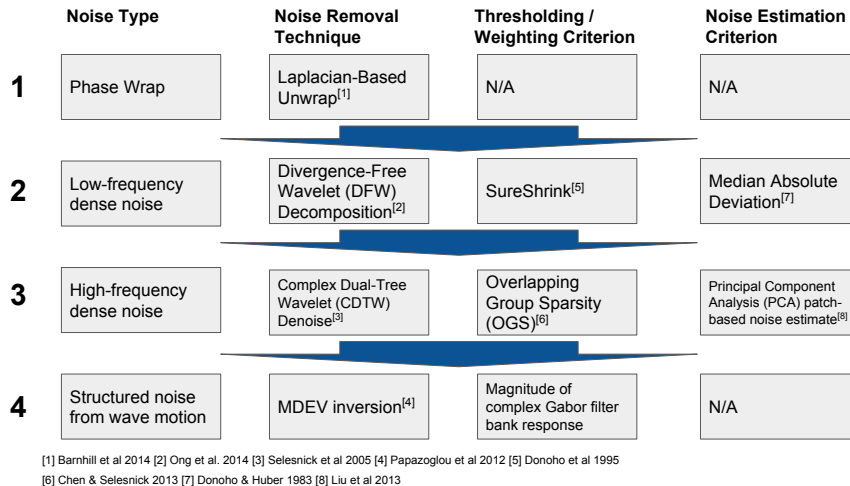 Noise Type
Noise Removal
Technique
Thresholding /
Weighting Criterion
Noise Estimation
Criterion
1
Phase Wrap
Laplacian-Based
Unwrap[1]
N/A
N/A
2
Low-frequency
dense noise
Divergence-Free
Wavelet (DFW)
Decomposition[2]
SureShrink[5]
Median Absolute
Deviation[7]
3
High-frequency
dense noise
Complex Dual-Tree
Wavelet (CDTW)
Denoise[3]
Overlapping
Group Sparsity
(OGS)[6]
Principal Component
Analysis (PCA) patch-
based noise estimate[8]
4
Structured noise
from wave motion
MDEV inversion[4]
Magnitude of
complex Gabor filter
bank response
N/A
[1] Barnhill et al 2014 [2] Ong et al. 2014 [3] Selesnick et al 2005 [4] Papazoglou et al 2012 [5] Donoho et al 1995
[6] Chen & Selesnick 2013 [7] Donoho & Huber 1983 [8] Liu et al 2013